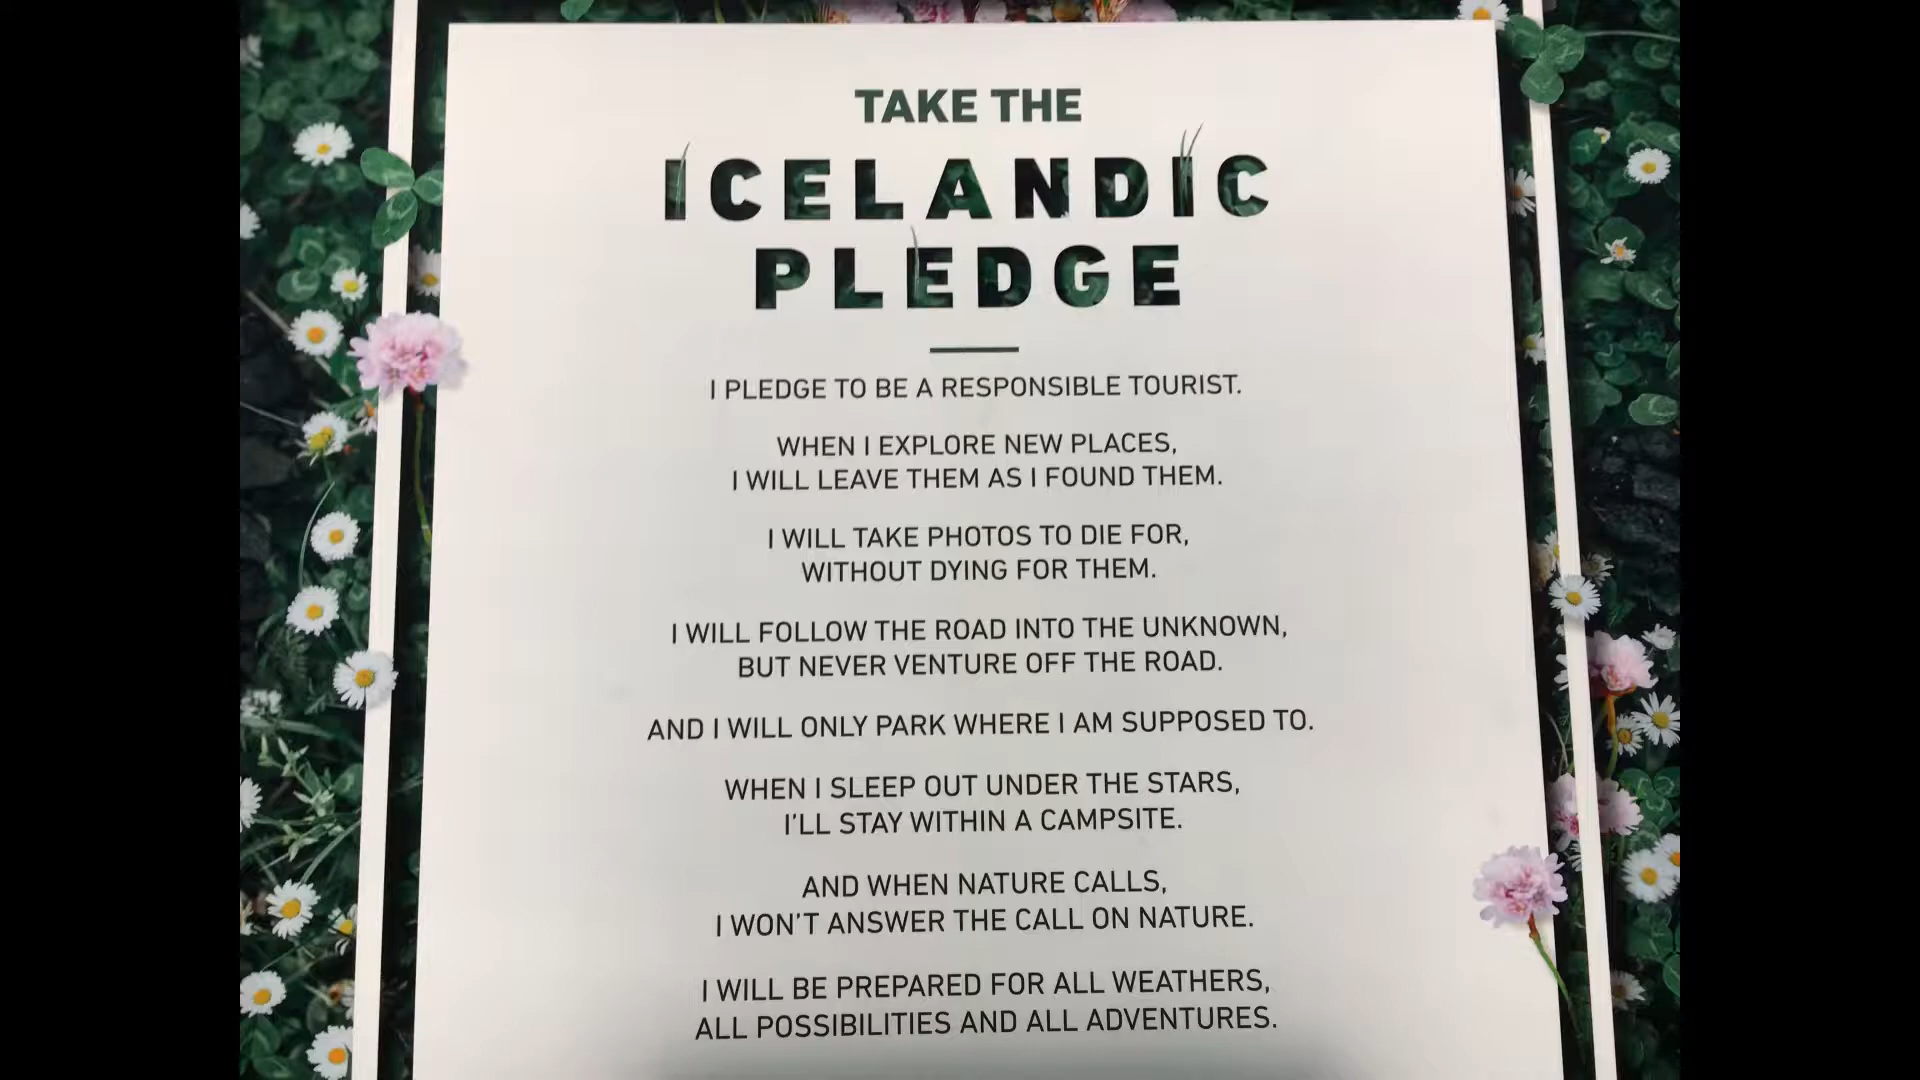 TAKE THE
ICELANDIC
PLEDGE
I PLEDGE TO BE A RESPONSIBLE TOURIST.
WHEN I EXPLORE NEW PLACES,
I WILL LEAVE THEM AS I FOUND THEM.
I WILL TAKE PHOTOS TO DIE FOR,
WITHOUT DYING FOR THEM.
I WILL FOLLOW THE ROAD INTO THE UNKNOWN,
BUT NEVER VENTURE OFF THE ROAD.
AND I WILL ONLY PARK WHERE I AM SUPPOSED TO.
WHEN I SLEEP OUT UNDER THE STARS,
I'LL STAY WITHIN A CAMPSITE.
AND WHEN NATURE CALLS,
I WON'T ANSWER THE CALL ON NATURE.
I WILL BE PREPARED FOR ALL WEATHERS,
ALL POSSIBILITIES AND ALL ADVENTURES.